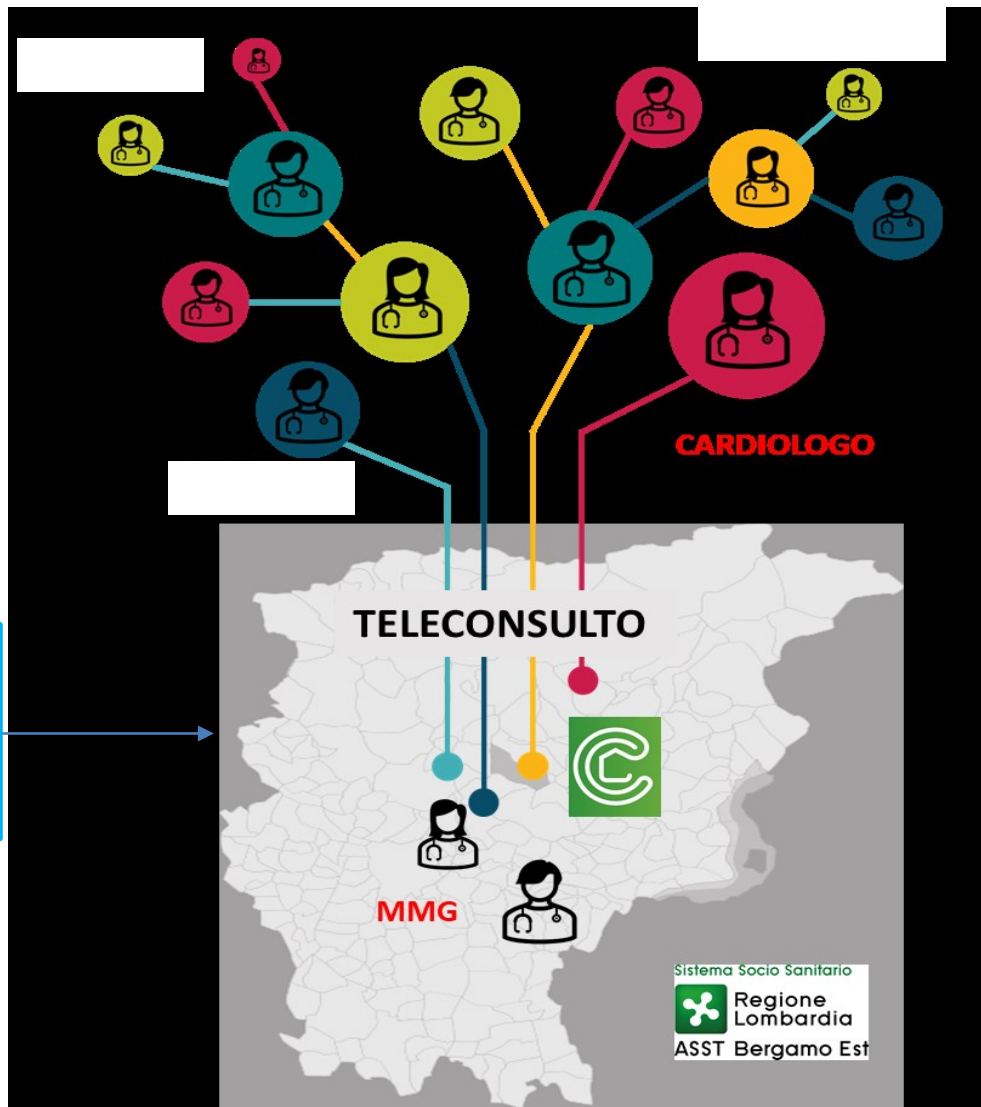 CARDIOLOGO
TELECONSULTO
MMG
Sistema Socio Sanitario
Regione
Lombardia
ASST Bergamo Est